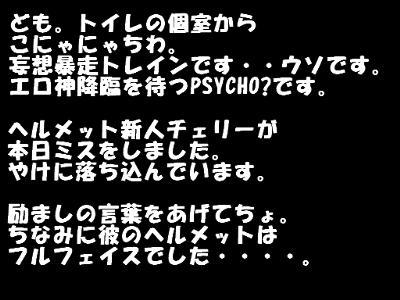 ども。トイレの個室から
こにゃにゃちわ。
妄想暴走トレインです・・ウソです。
エロ神降臨を待つPSYCHO?です。
ヘルメット新人チェリーが
本日ミスをしました。
やけに落ち込んでいます。
励ましの言葉をあげてちょ。
ちなみに彼のヘルメットは
フルフェイスでした・・・・。